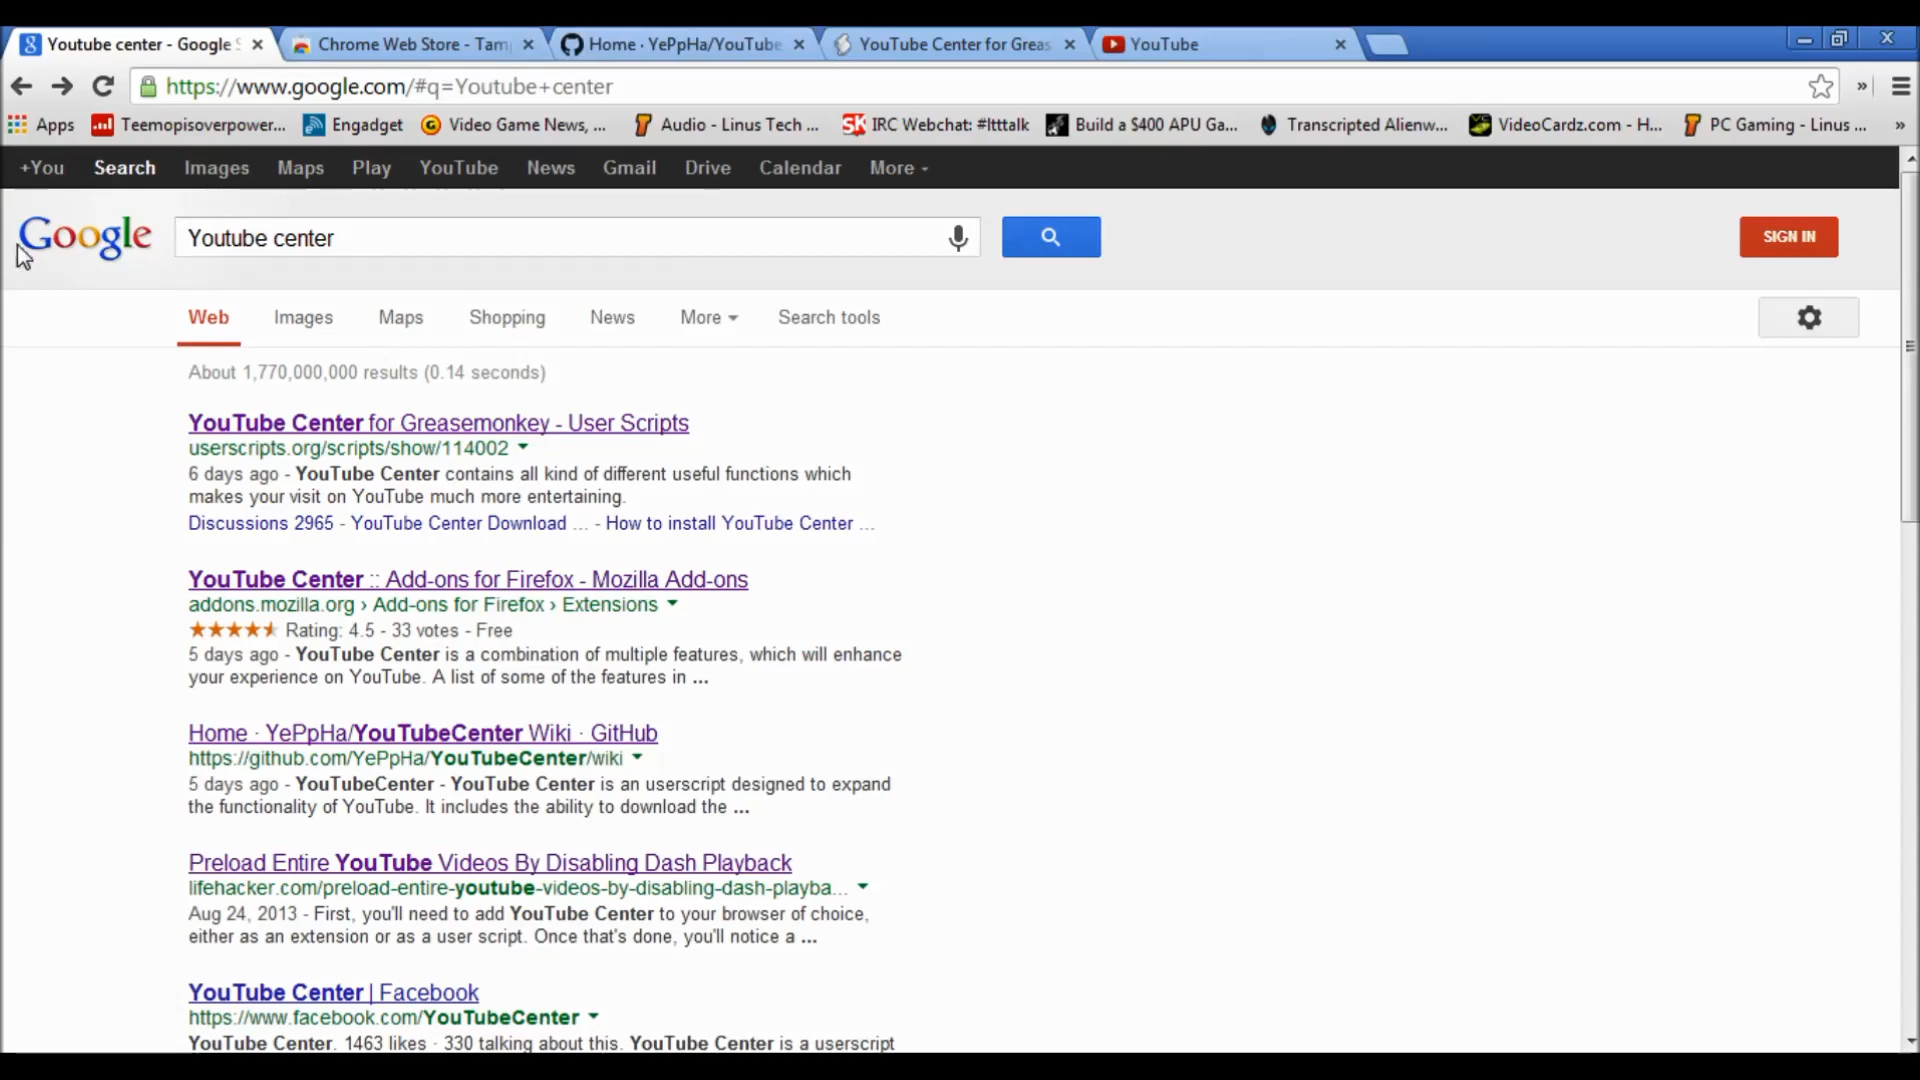 Youtube center - Google S
Chrome Web Store - Tam
Home · YePpHa/YouTube
YouTube Center for Greas
YouTube
https://www.google.com/#q=Youtube+center
»
Apps
Teemopisoverpower...
Engadget
Video Game News, ...
Audio - Linus Tech ...
IRC Webchat: #ltttalk
Build a $400 APU Ga...
Transcripted Alienw...
VideoCardz.com - H...
PC Gaming - Linus ...
»
+You Search Images Maps Play YouTube News Gmail Drive Calendar More
Google
Youtube center
SIGN IN
Web Images Maps Shopping News More Search tools
About 1,770,000,000 results (0.14 seconds)
YouTube Center for Greasemonkey - User Scripts
userscripts.org/scripts/show/114002
6 days ago - YouTube Center contains all kind of different useful functions which
makes your visit on YouTube much more entertaining.
Discussions 2965 - YouTube Center Download ... - How to install YouTube Center ...
YouTube Center :: Add-ons for Firefox - Mozilla Add-ons
addons.mozilla.org › Add-ons for Firefox › Extensions
Rating: 4.5 - 33 votes - Free
5 days ago - YouTube Center is a combination of multiple features, which will enhance
your experience on YouTube. A list of some of the features in ...
Home · YePpHa/YouTubeCenter Wiki · GitHub
https://github.com/YePpHa/YouTubeCenter/wiki
5 days ago - YouTubeCenter - YouTube Center is an userscript designed to expand
the functionality of YouTube. It includes the ability to download the ...
Preload Entire YouTube Videos By Disabling Dash Playback
lifehacker.com/preload-entire-youtube-videos-by-disabling-dash-playba...
Aug 24, 2013 - First, you'll need to add YouTube Center to your browser of choice,
either as an extension or as a user script. Once that's done, you'll notice a ...
YouTube Center | Facebook
https://www.facebook.com/YouTubeCenter
YouTube Center. 1463 likes · 330 talking about this. YouTube Center is a userscript